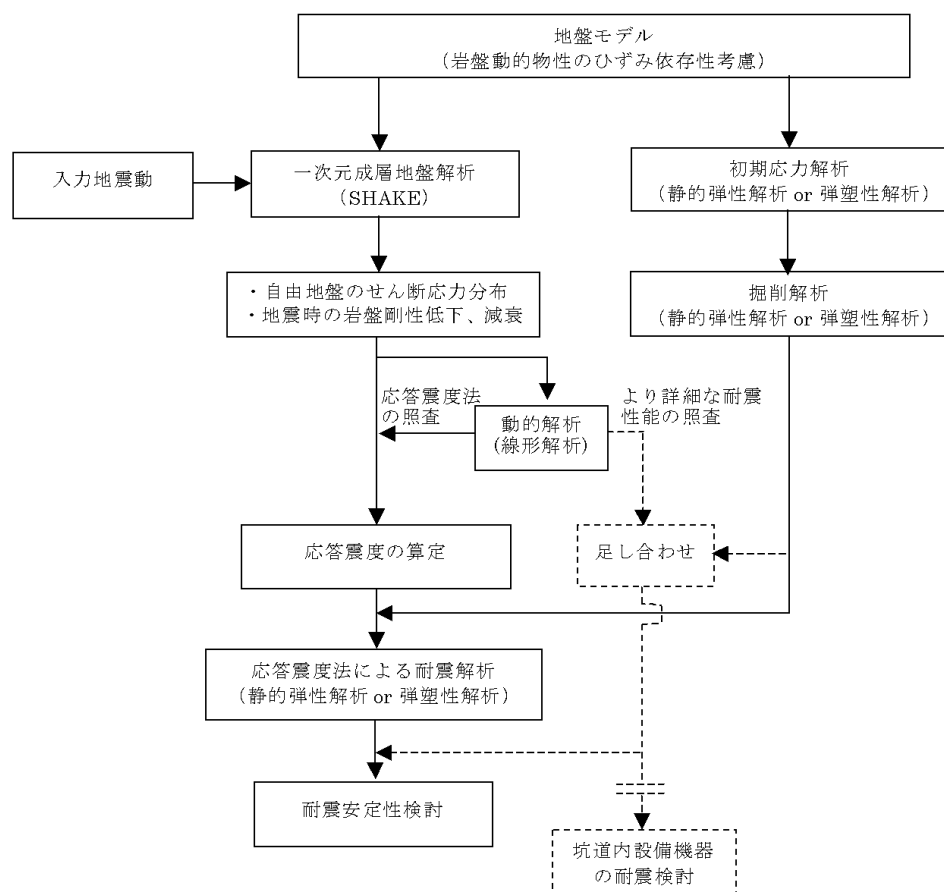 地盤モデル
（岩盤動的物性のひずみ依存性考慮）
入力地震動
一次元成層地盤解析
（SHAKE）
初期応力解析
（静的弾性解析 or 弾塑性解析）
・自由地盤のせん断応力分布
・地震時の岩盤剛性低下、減衰
掘削解析
（静的弾性解析 or 弾塑性解析）
応答震度法
の照査
動的解析
(線形解析)
より詳細な耐震
性能の照査
応答震度の算定
足し合わせ
応答震度法による耐震解析
（静的弾性解析 or 弾塑性解析）
耐震安定性検討
坑道内設備機器
の耐震検討